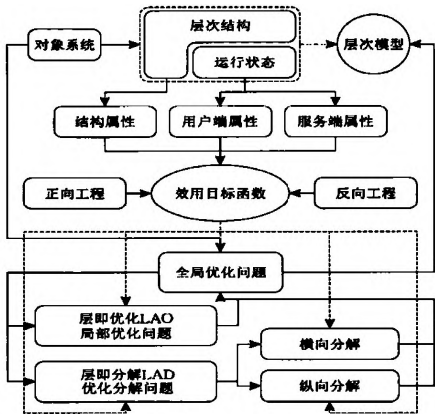 对象系统
层次结构
运行状态
层次模型
结构属性
用户端属性
服务端属性
正向工程
效用目标函数
反向工程
全局优化问题
层即优化LAO
局部优化问题
横向分解
层即分解LAD
优化分解问题
纵向分解